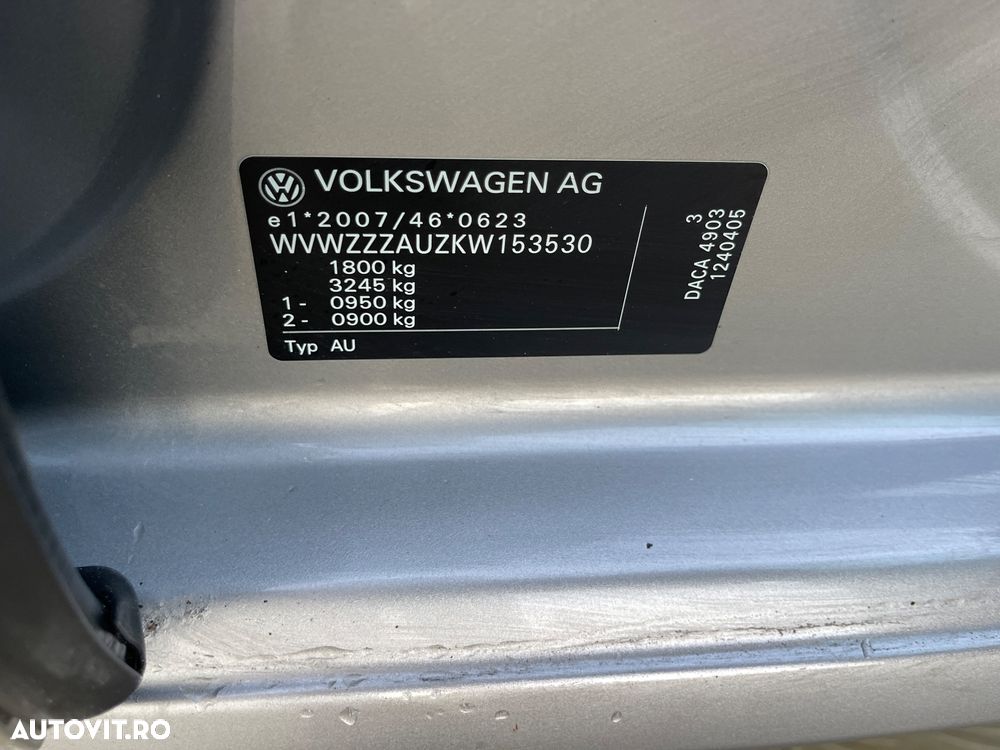 VOLKSWAGEN AG
e1*2007/46*0623
WVWZZZAUZKW153530
1800 kg
3245 kg
1 - 0950 kg
2 - 0900 kg
Typ AU
3
DACA 4903
1240405
AUTOVIT.RO